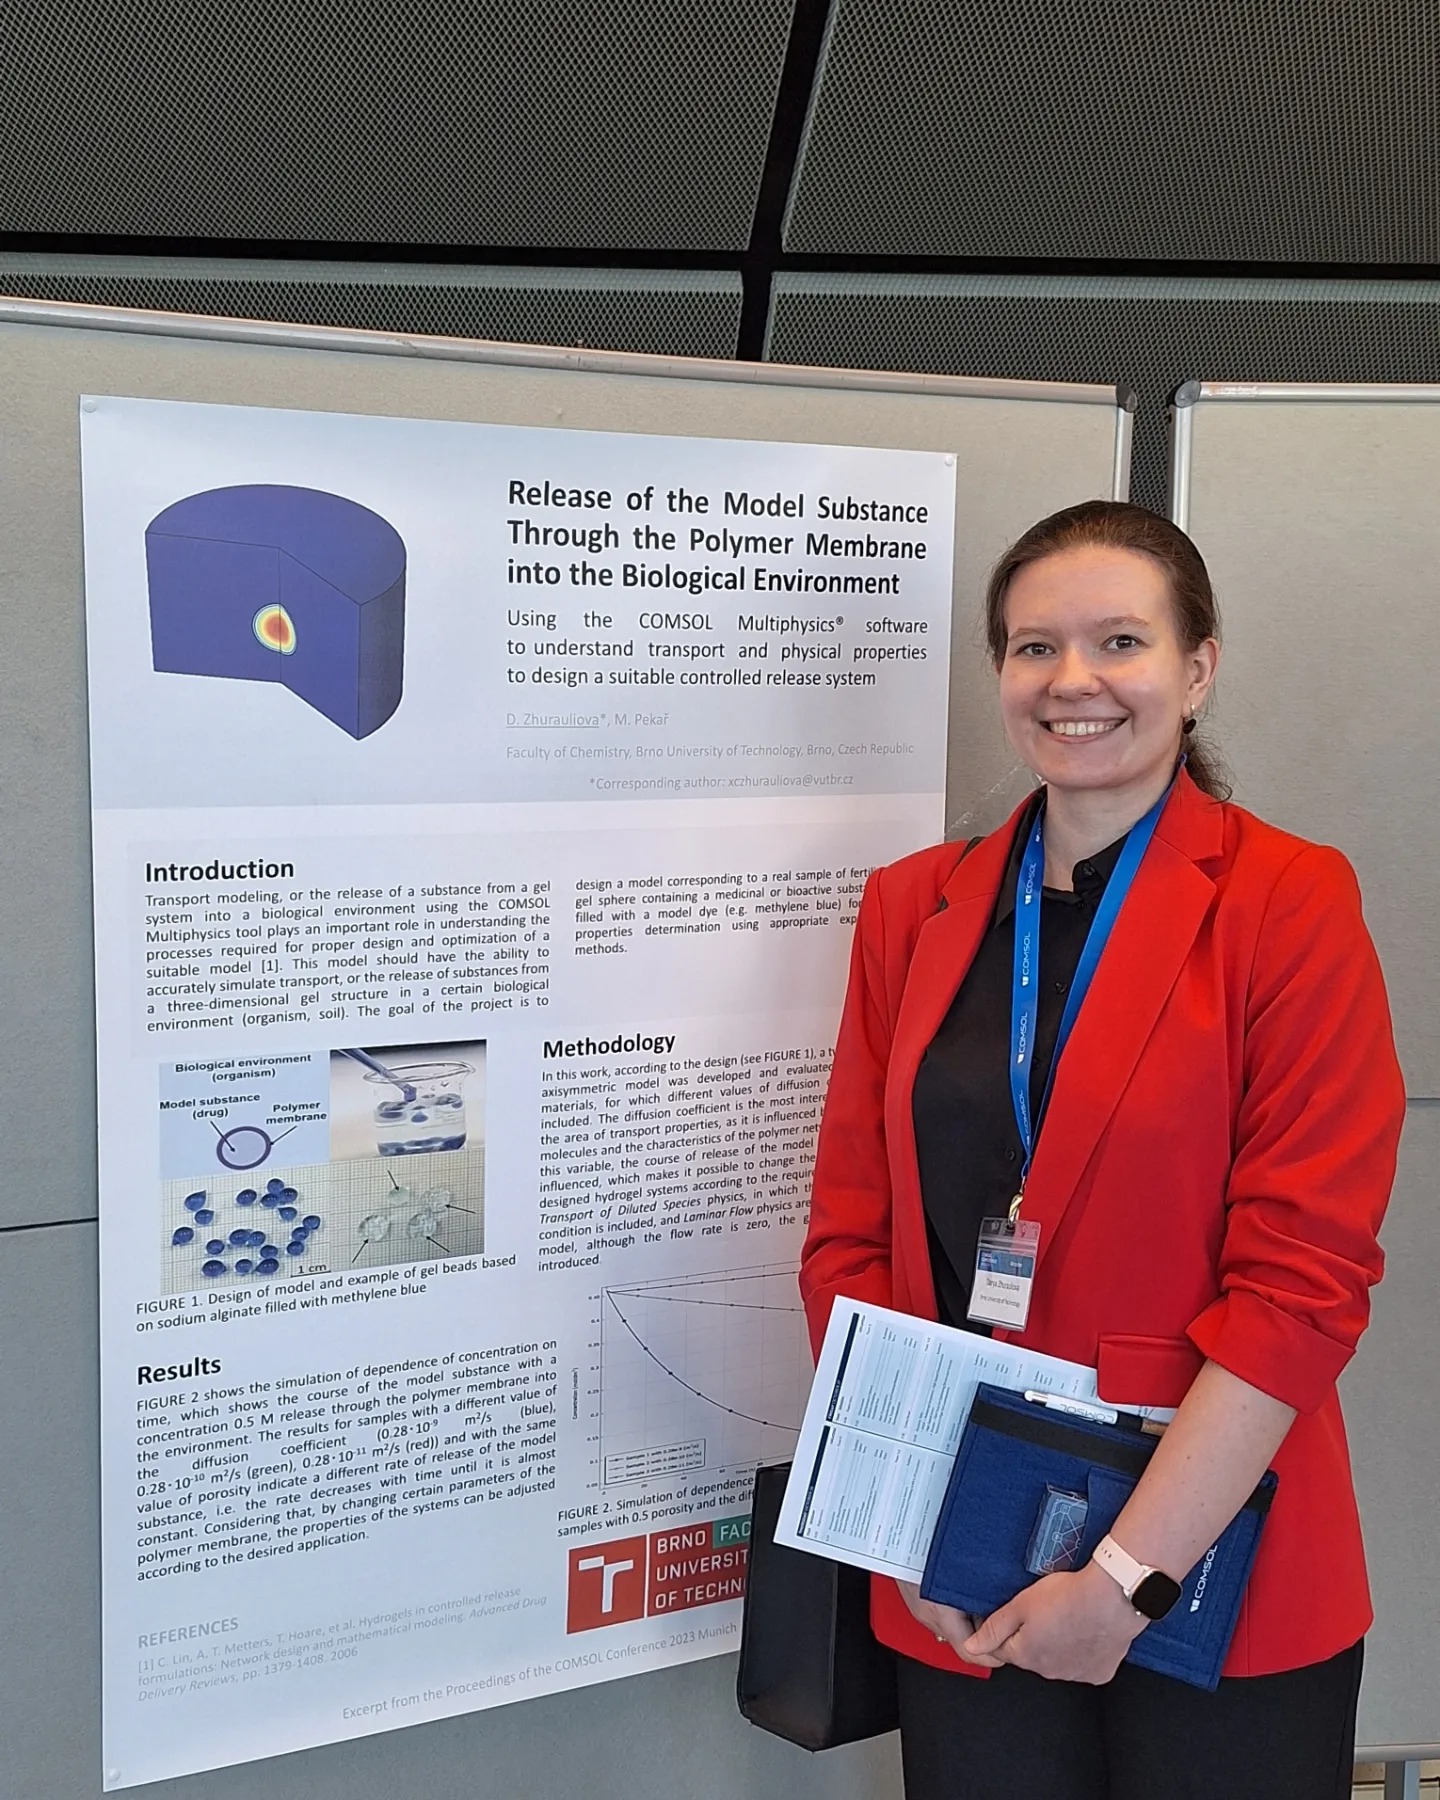 Release of the Model Substance
Through the Polymer Membrane
into the Biological Environment
Using the COMSOL Multiphysics® software
to understand transport and physical properties
to design a suitable controlled release system
D. Zhurauliova*, M. Pekař
Faculty of Chemistry, Brno University of Technology, Brno, Czech Republic
*Corresponding author: xczhurauliova@vutbr.cz
Introduction
Transport modeling, or the release of a substance from a gel
system into a biological environment using the COMSOL
Multiphysics tool plays an important role in understanding the
processes required for proper design and optimization of a
suitable model [1]. This model should have the ability to
accurately simulate transport, or the release of substances from
a three-dimensional gel structure in a certain biological
environment (organism, soil). The goal of the project is to
design a model corresponding to a real sample of
gel sphere containing a medicinal or bioactive
filled with a model dye (e.g. methylene blue)
properties determination using appropriate
methods.
Biological environment
(organism)
Model substance
(drug)
Polymer
membrane
1 cm
FIGURE 1. Design of model and example of gel beads based
on sodium alginate filled with methylene blue
Methodology
In this work, according to the design (see FIGURE 1), a
axisymmetric model was developed and evaluated
materials, for which different values of diffusion
included. The diffusion coefficient is the most
the area of transport properties, as it is influenced
molecules and the characteristics of the polymer
this variable, the course of release of the model
influenced, which makes it possible to change the
designed hydrogel systems according to the
Transport of Diluted Species physics, in which
condition is included, and Laminar Flow physics are
model, although the flow rate is zero, the
introduced
Results
FIGURE 2 shows the simulation of dependence of concentration on
time, which shows the course of the model substance with a
concentration 0.5 M release through the polymer membrane into
the environment. The results for samples with a different value of
the diffusion coefficient (0.28·10⁻⁹ m²/s (blue),
0.28·10⁻¹⁰ m²/s (green), 0.28·10⁻¹¹ m²/s (red)) and with the same
value of porosity indicate a different rate of release of the model
substance, i.e. the rate decreases with time until it is almost
constant. Considering that, by changing certain parameters of the
polymer membrane, the properties of the systems can be adjusted
according to the desired application.
FIGURE 2. Simulation of dependence
samples with 0.5 porosity and the
BRNO
UNIVERSIT
OF TECHN
REFERENCES
[1] C. Lin, A. T. Metters, T. Hoare, et al. Hydrogels in controlled release
formulations: Network design and mathematical modeling. Advanced Drug
Delivery Reviews, pp. 1379-1408. 2006
Excerpt from the Proceedings of the COMSOL Conference 2023 Munich
COMSOL
COMSOL
COMSOL
COMSOL
COMSOL
COMSOL